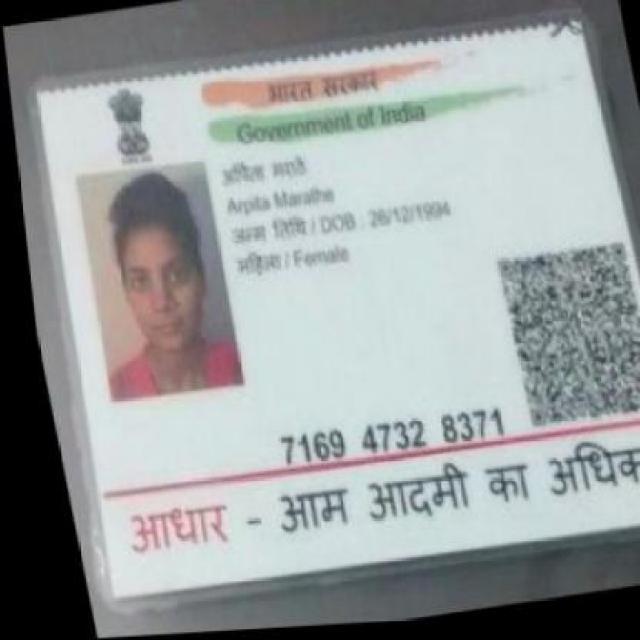 भारत सरकार
Government of India
अर्पिता मराठे
Arpita Marathe
जन्म तिथि / DOB : 26/12/1994
महिला / Female
7169 4732 8371
आधार - आम आदमी का अधिक